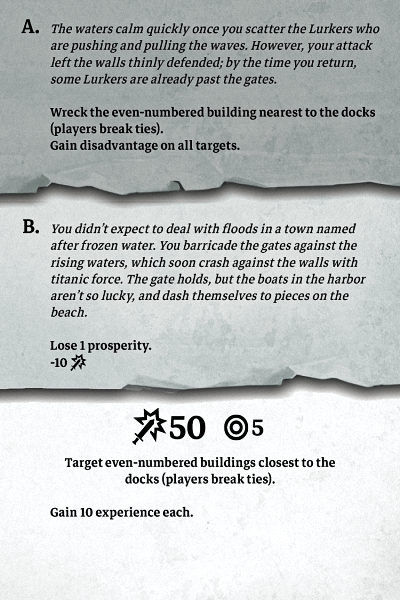 A. The waters calm quickly once you scatter the Lurkers who
are pushing and pulling the waves. However, your attack
left the walls thinly defended; by the time you return,
some Lurkers are already past the gates.
Wreck the even-numbered building nearest to the docks
(players break ties).
Gain disadvantage on all targets.
B. You didn't expect to deal with floods in a town named
after frozen water. You barricade the gates against the
rising waters, which soon crash against the walls with
titanic force. The gate holds, but the boats in the harbor
aren't so lucky, and dash themselves to pieces on the
beach.
Lose 1 prosperity.
-10
50 5
Target even-numbered buildings closest to the
docks (players break ties).
Gain 10 experience each.